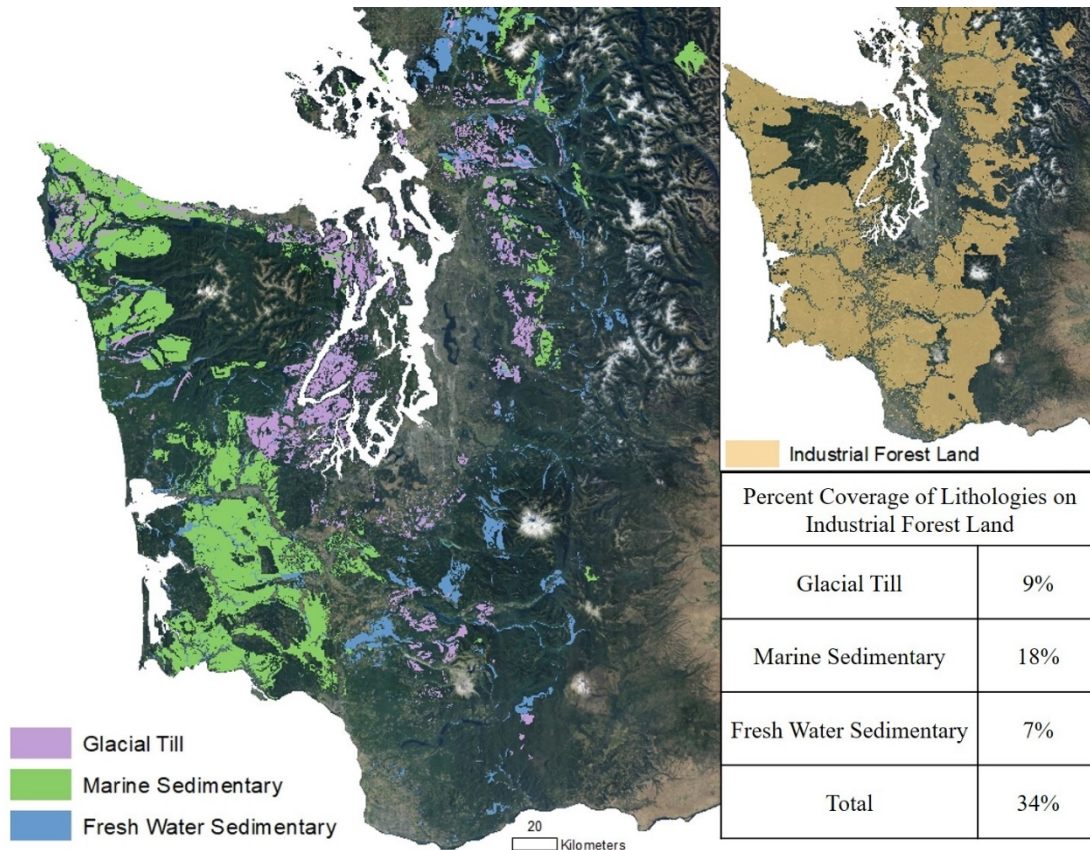 Glacial Till
Marine Sedimentary
Fresh Water Sedimentary
20
Kilometers
Industrial Forest Land
Percent Coverage of Lithologies on
Industrial Forest Land
Glacial Till 9%
Marine Sedimentary 18%
Fresh Water Sedimentary 7%
Total 34%